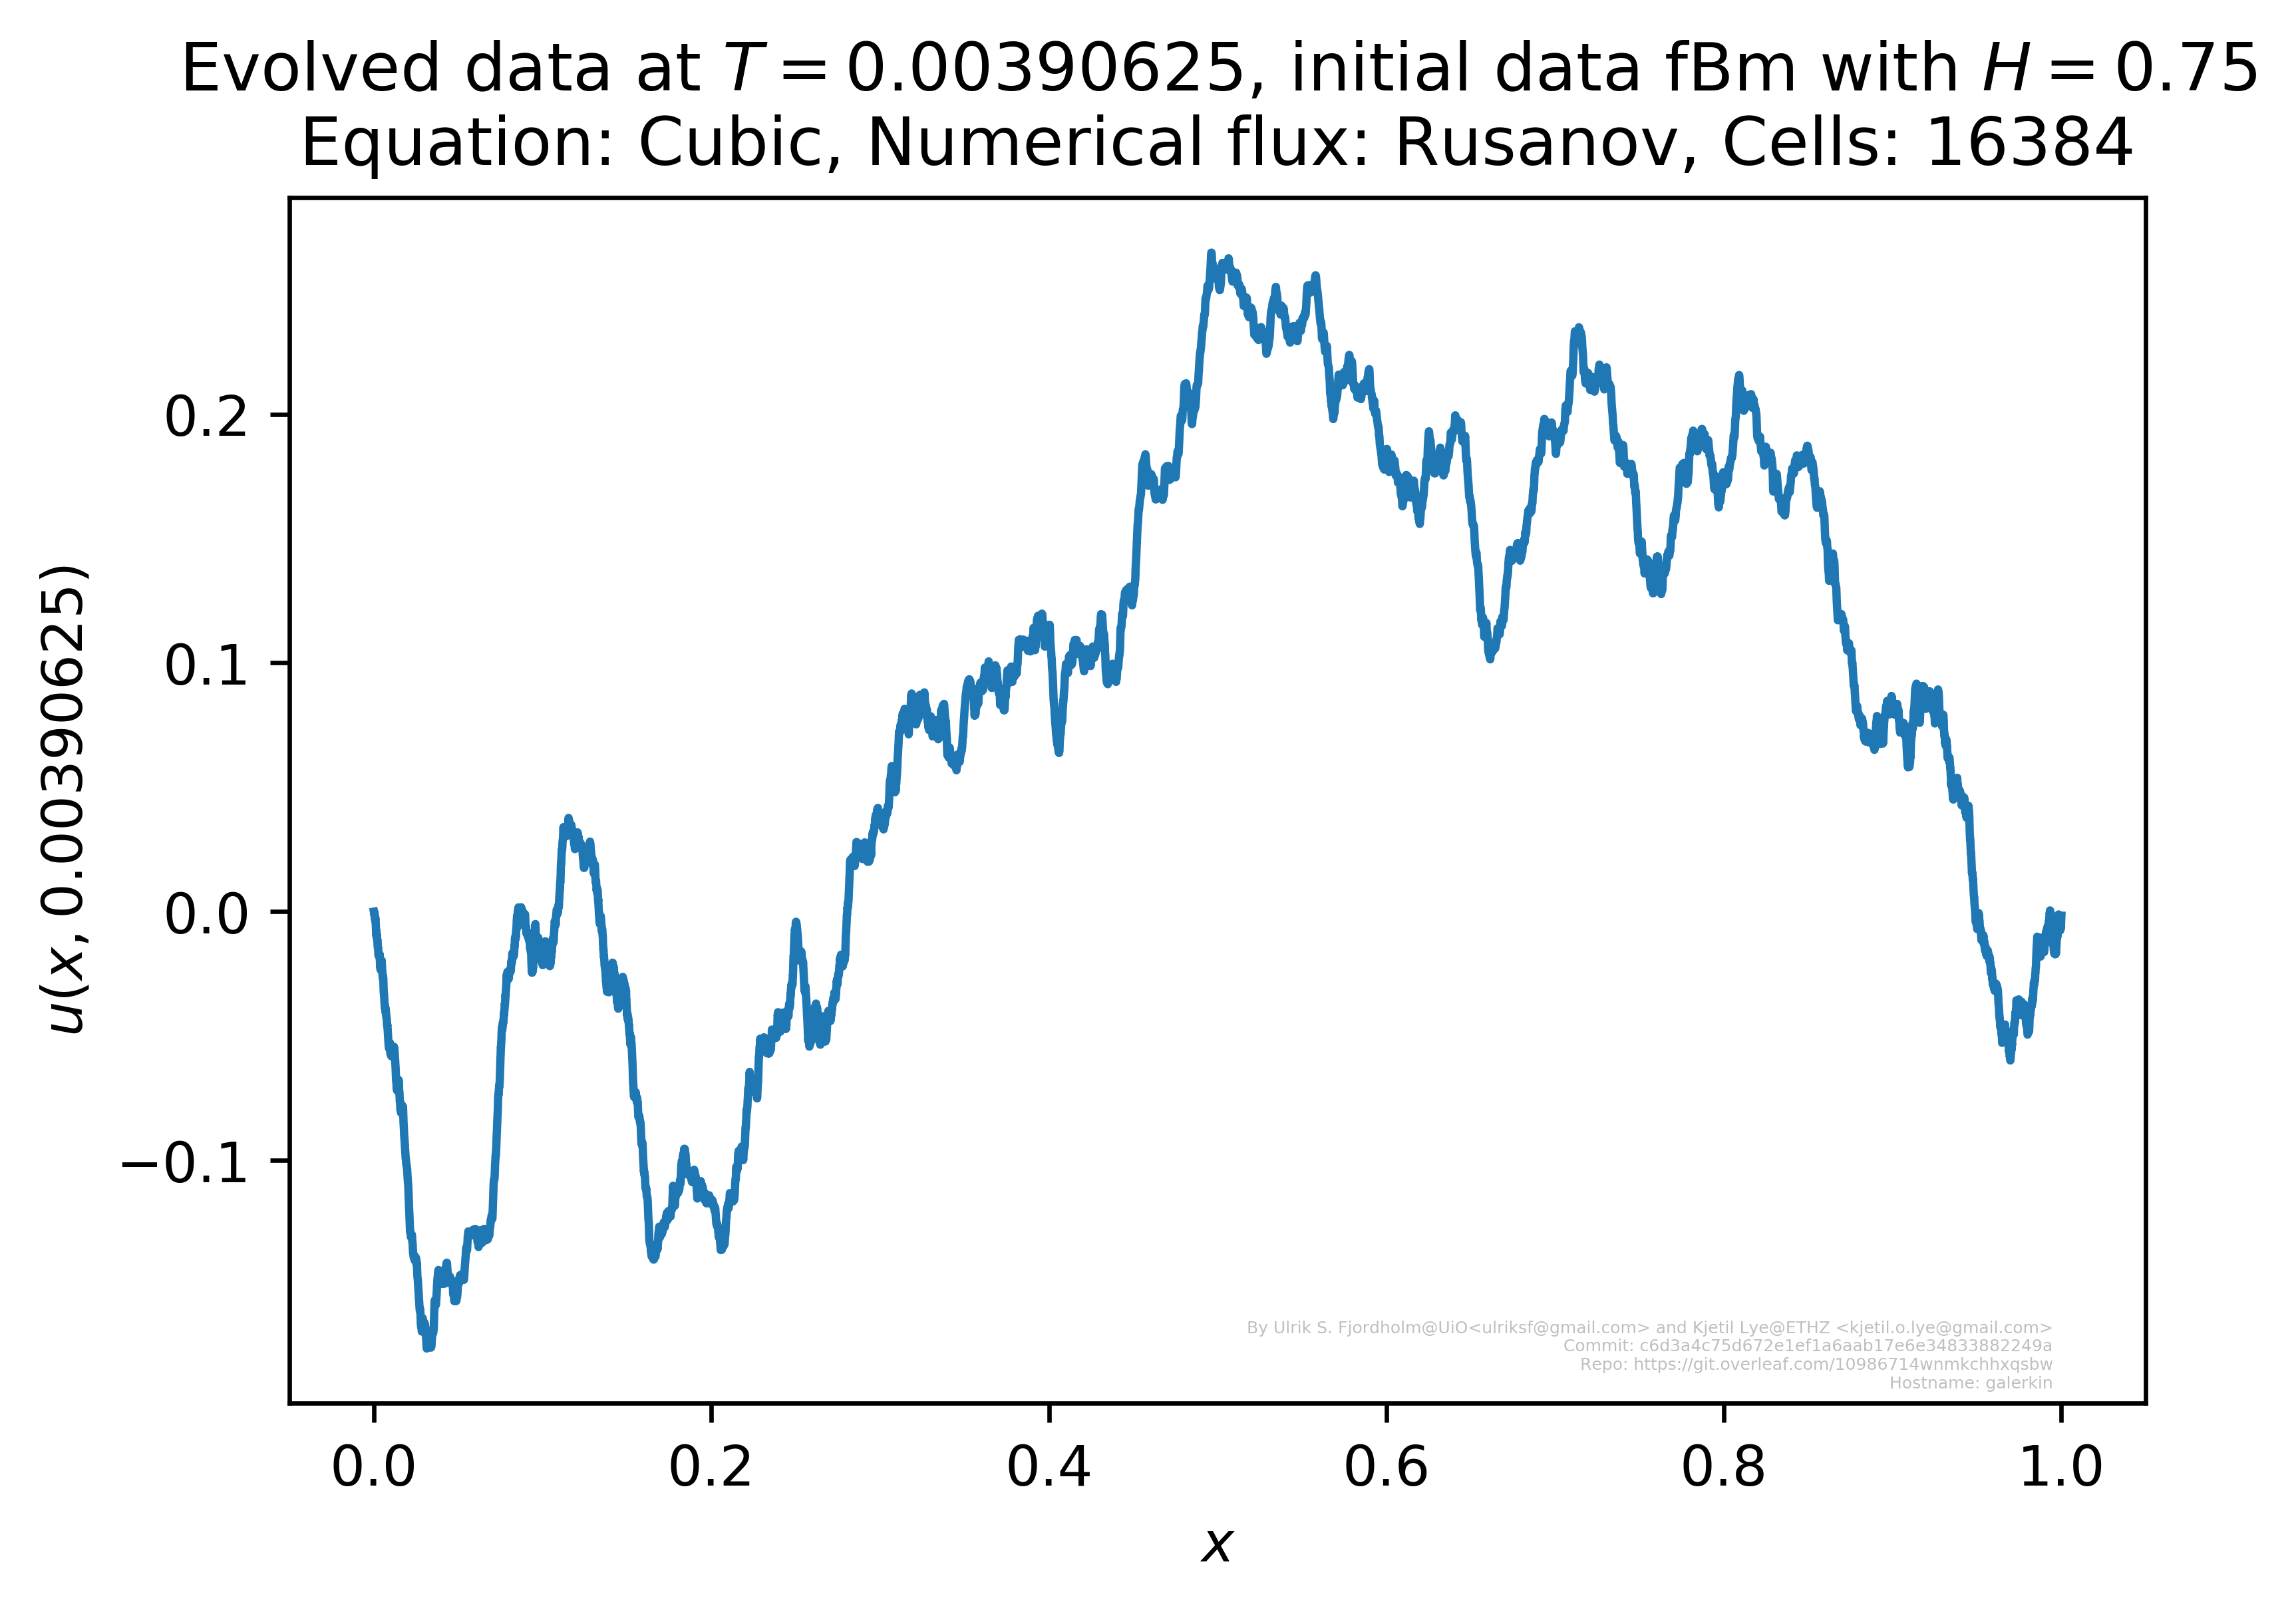 Evolved data at T = 0.00390625, initial data fBm with H = 0.75
Equation: Cubic, Numerical flux: Rusanov, Cells: 16384
u(x, 0.00390625)
0.2
0.1
0.0
−0.1
By Ulrik S. Fjordholm@UiO<ulriksf@gmail.com> and Kjetil Lye@ETHZ <kjetil.o.lye@gmail.com>
Commit: c6d3a4c75d672e1ef1a6aab17e6e34833882249a
Repo: https://git.overleaf.com/10986714wnmkchhxqsbw
Hostname: galerkin
0.0 0.2 0.4 0.6 0.8 1.0
x